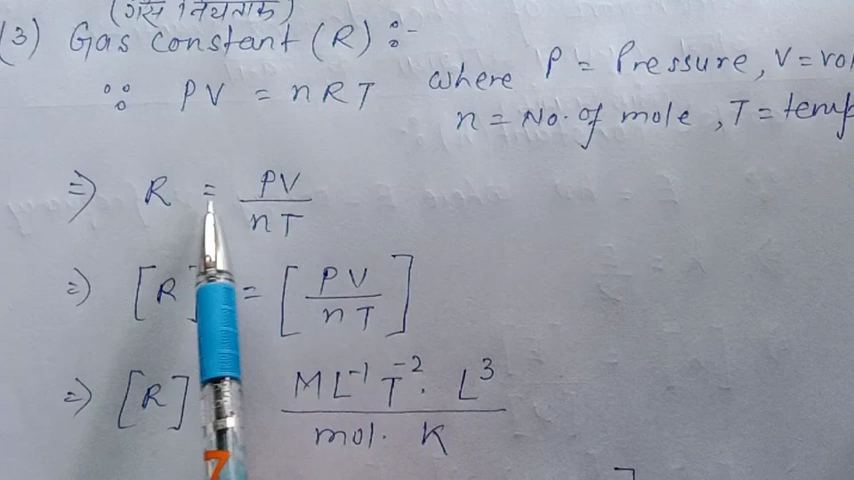 (गैस नियतांक)
(3) Gas constant (R) :-
∵ PV = nRT where P = Pressure, V = vol
n = No. of mole, T = temp
⇒ R = PV/nT
⇒ [R] = [PV/nT]
⇒ [R] ML⁻¹T⁻². L³/mol. K